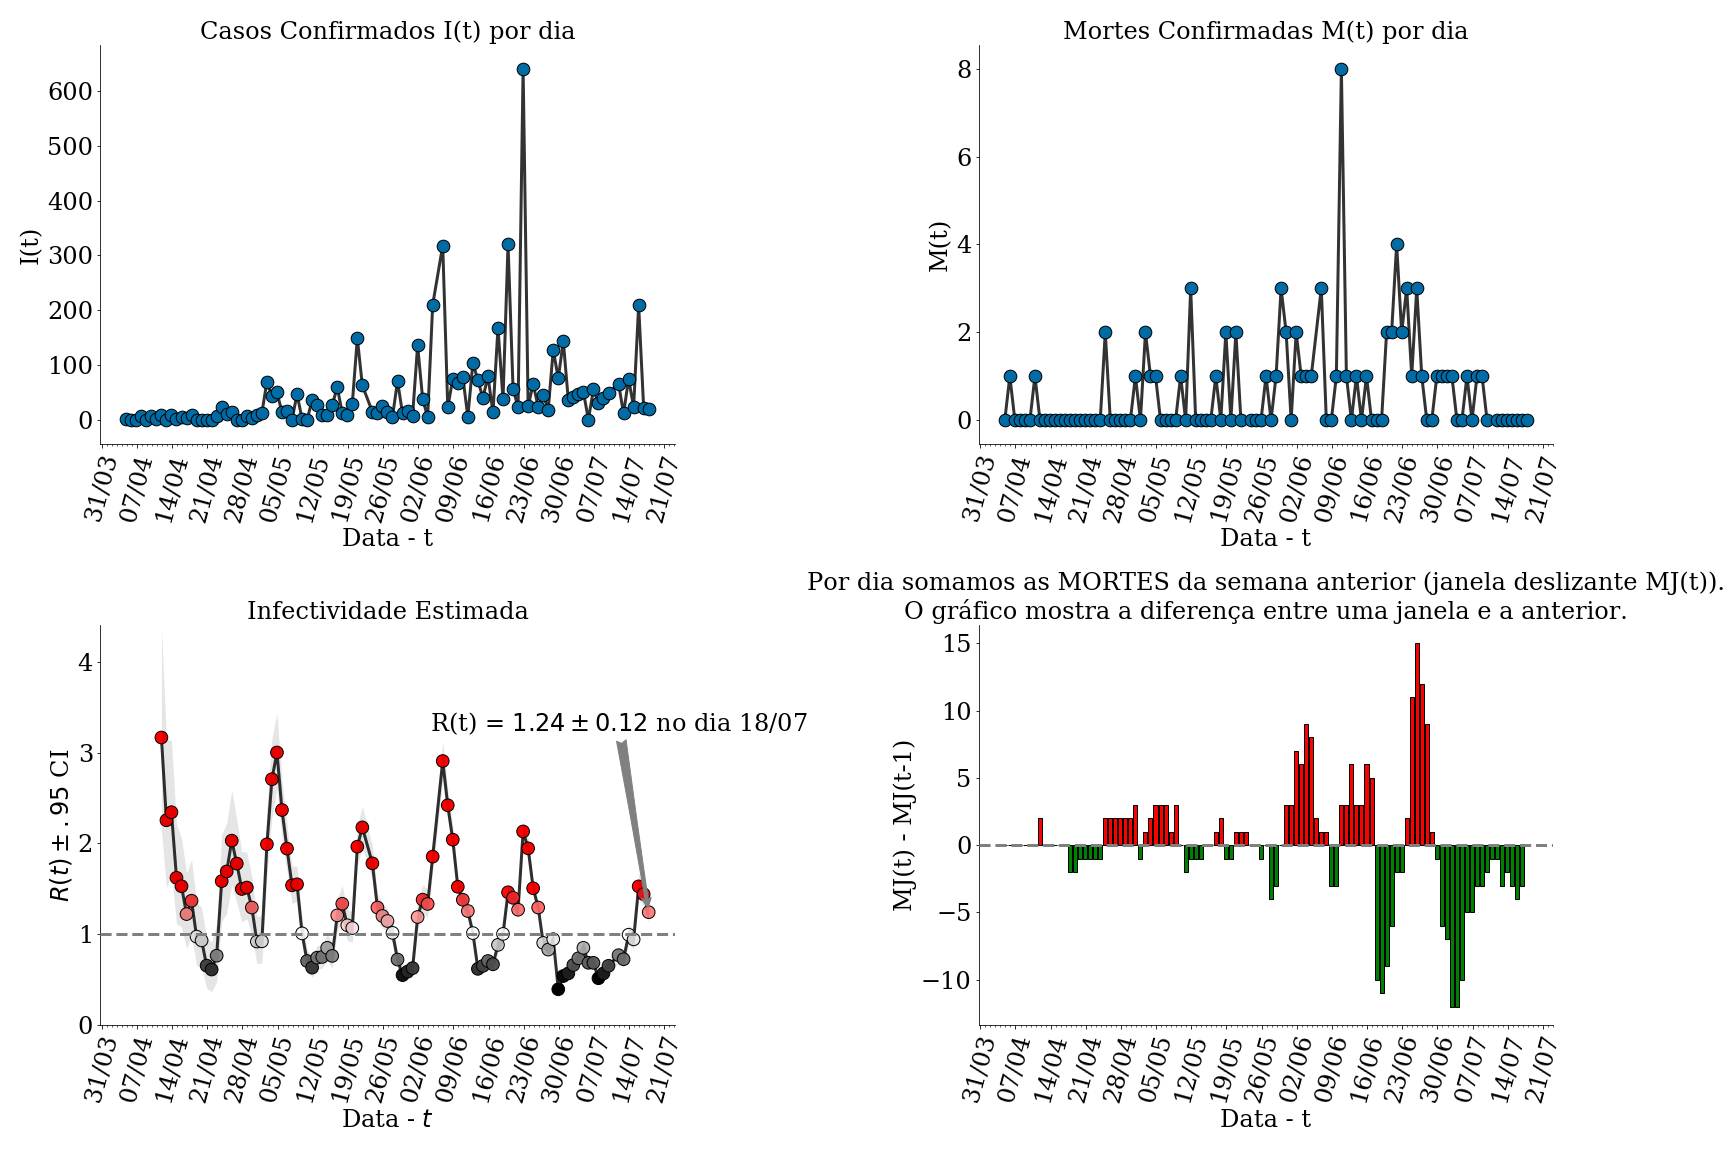 Casos Confirmados I(t) por dia
600
500
400
300
200
100
0
I(t)
31/03 07/04 14/04 21/04 28/04 05/05 12/05 19/05 26/05 02/06 09/06 16/06 23/06 30/06 07/07 14/07 21/07
Data - t
Mortes Confirmadas M(t) por dia
8
6
4
2
0
M(t)
31/03 07/04 14/04 21/04 28/04 05/05 12/05 19/05 26/05 02/06 09/06 16/06 23/06 30/06 07/07 14/07 21/07
Data - t
Infectividade Estimada
4
3
2
1
0
R(t) ± .95 CI
R(t) = 1.24 ± 0.12 no dia 18/07
31/03 07/04 14/04 21/04 28/04 05/05 12/05 19/05 26/05 02/06 09/06 16/06 23/06 30/06 07/07 14/07 21/07
Data - t
Por dia somamos as MORTES da semana anterior (janela deslizante MJ(t)).
O gráfico mostra a diferença entre uma janela e a anterior.
15
10
5
0
−5
−10
MJ(t) - MJ(t-1)
31/03 07/04 14/04 21/04 28/04 05/05 12/05 19/05 26/05 02/06 09/06 16/06 23/06 30/06 07/07 14/07 21/07
Data - t